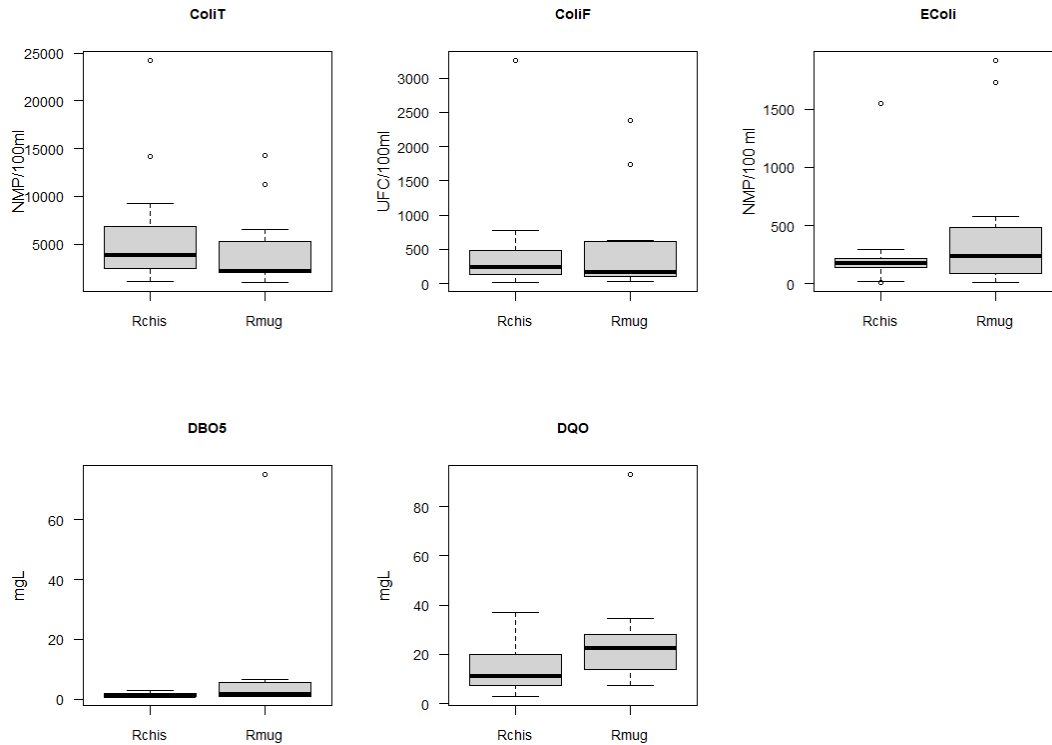 ColiT
NMP/100ml
25000
20000
15000
10000
5000
Rchis
Rmug
ColiF
UFC/100ml
3000
2500
2000
1500
1000
500
0
Rchis
Rmug
EColi
NMP/100 ml
1500
1000
500
0
Rchis
Rmug
DBO5
mgL
60
40
20
0
Rchis
Rmug
DQO
mgL
80
60
40
20
0
Rchis
Rmug